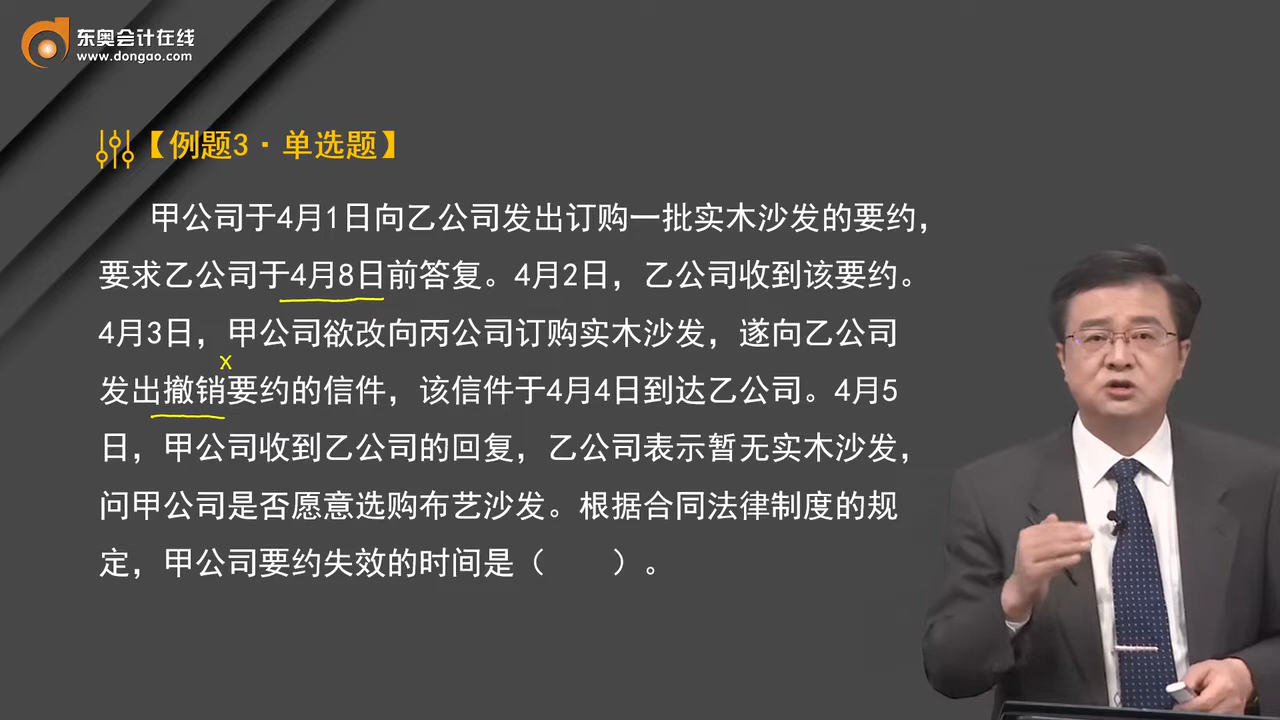 东奥会计在线
www.dongao.com
【例题3·单选题】
甲公司于4月1日向乙公司发出订购一批实木沙发的要约，
要求乙公司于4月8日前答复。4月2日，乙公司收到该要约。
4月3日，甲公司欲改向丙公司订购实木沙发，遂向乙公司
x
发出撤销要约的信件，该信件于4月4日到达乙公司。4月5
日，甲公司收到乙公司的回复，乙公司表示暂无实木沙发，
问甲公司是否愿意选购布艺沙发。根据合同法律制度的规
定，甲公司要约失效的时间是（　　）。